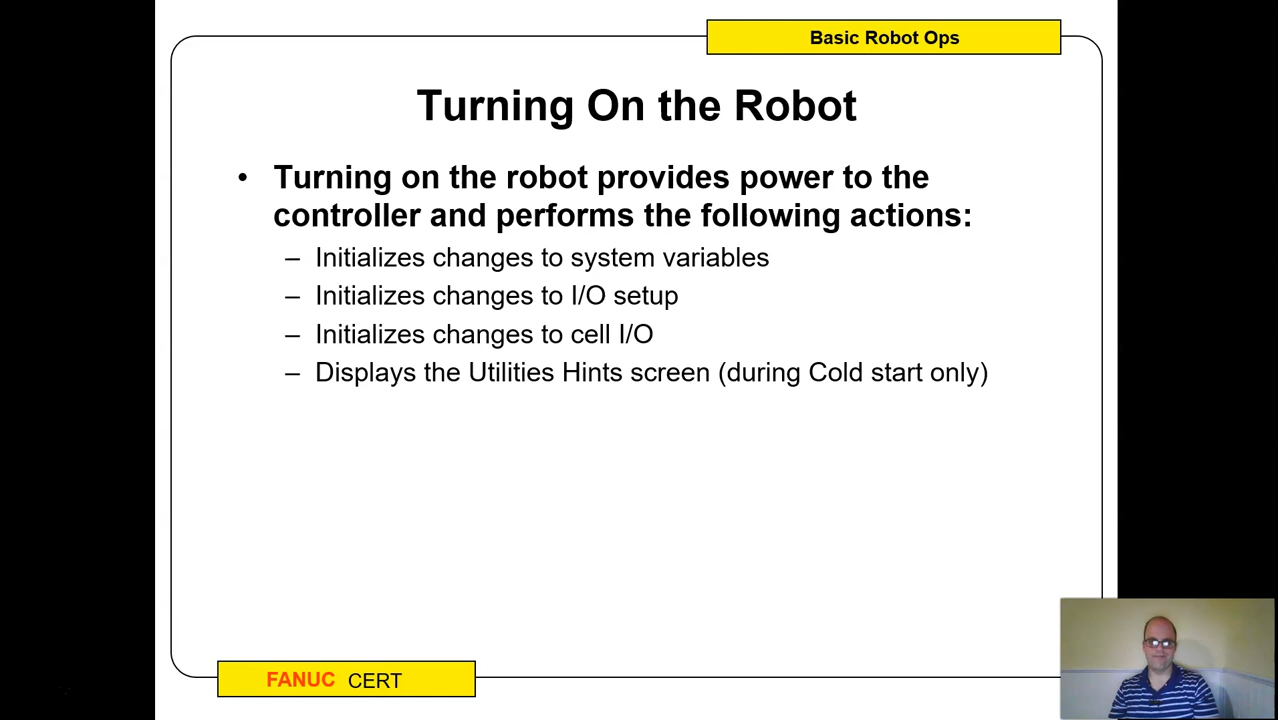 Basic Robot Ops
Turning On the Robot
• Turning on the robot provides power to the
controller and performs the following actions:
– Initializes changes to system variables
– Initializes changes to I/O setup
– Initializes changes to cell I/O
– Displays the Utilities Hints screen (during Cold start only)
FANUC CERT